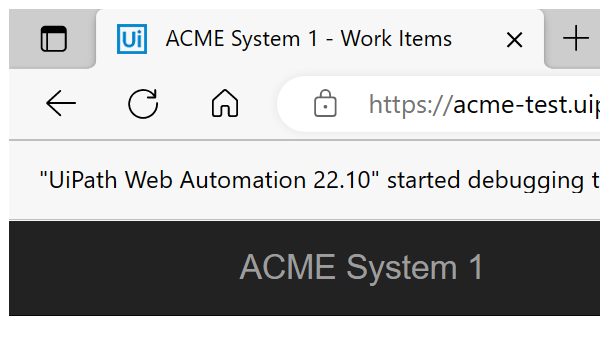 Ui ACME System 1 - Work Items
https://acme-test.uip
"UiPath Web Automation 22.10" started debugging t
ACME System 1